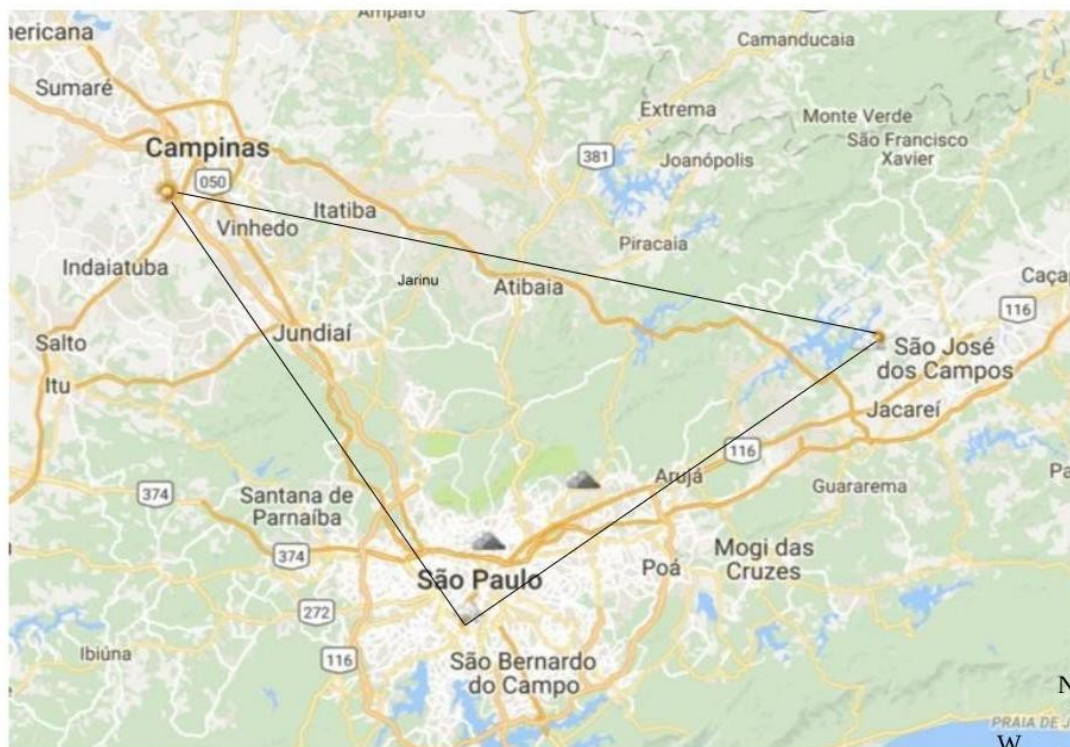 Amparo
mericana
Camanducaia
Sumaré
Extrema
Monte Verde
São Francisco
Xavier
Campinas
381
Joanópolis
050
Itatiba
Vinhedo
Piracaia
Indaiatuba
Jarinu
Atibaia
Caçap
116
Salto
Jundiaí
São José
dos Campos
Itu
Jacareí
116
Arujá
Guararema
Pa
374
Santana de
Parnaíba
374
Mogi das
Cruzes
São Paulo
Poá
272
Ibiúna
116
São Bernardo
do Campo
N
PRAIA DE J
W